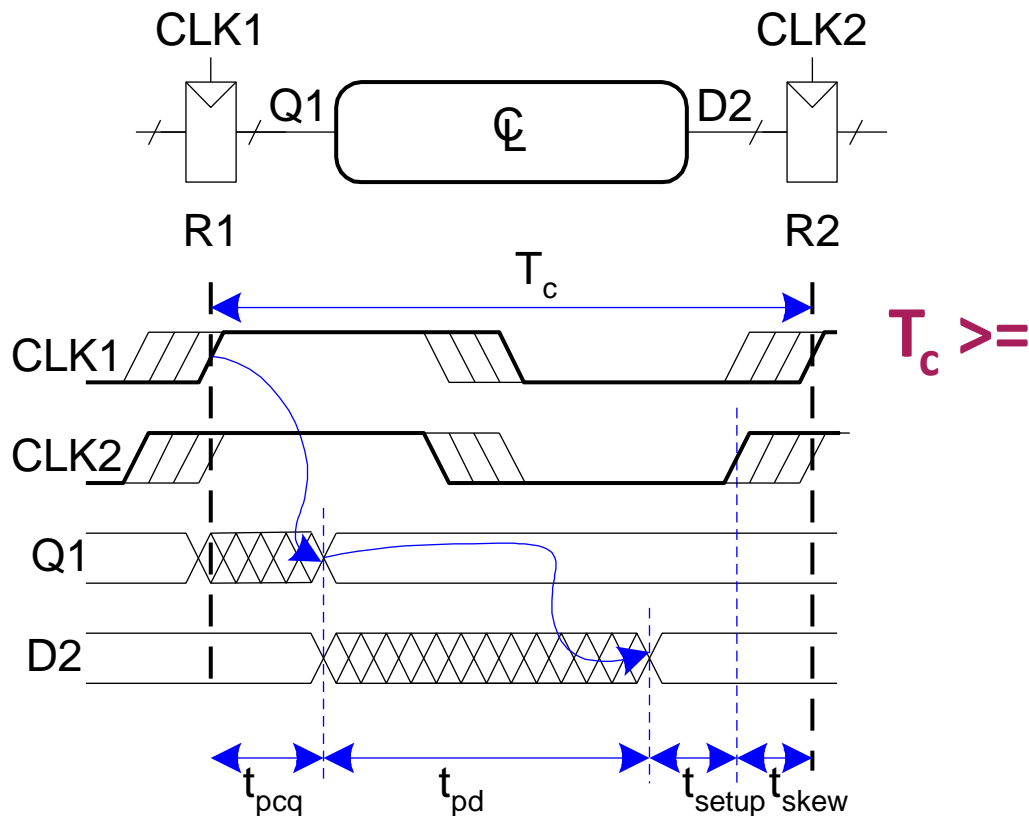 CLK1 CLK2
Q1 CL D2
R1 R2
Tc
Tc >=
CLK1
CLK2
Q1
D2
tpcq tpd tsetup tskew